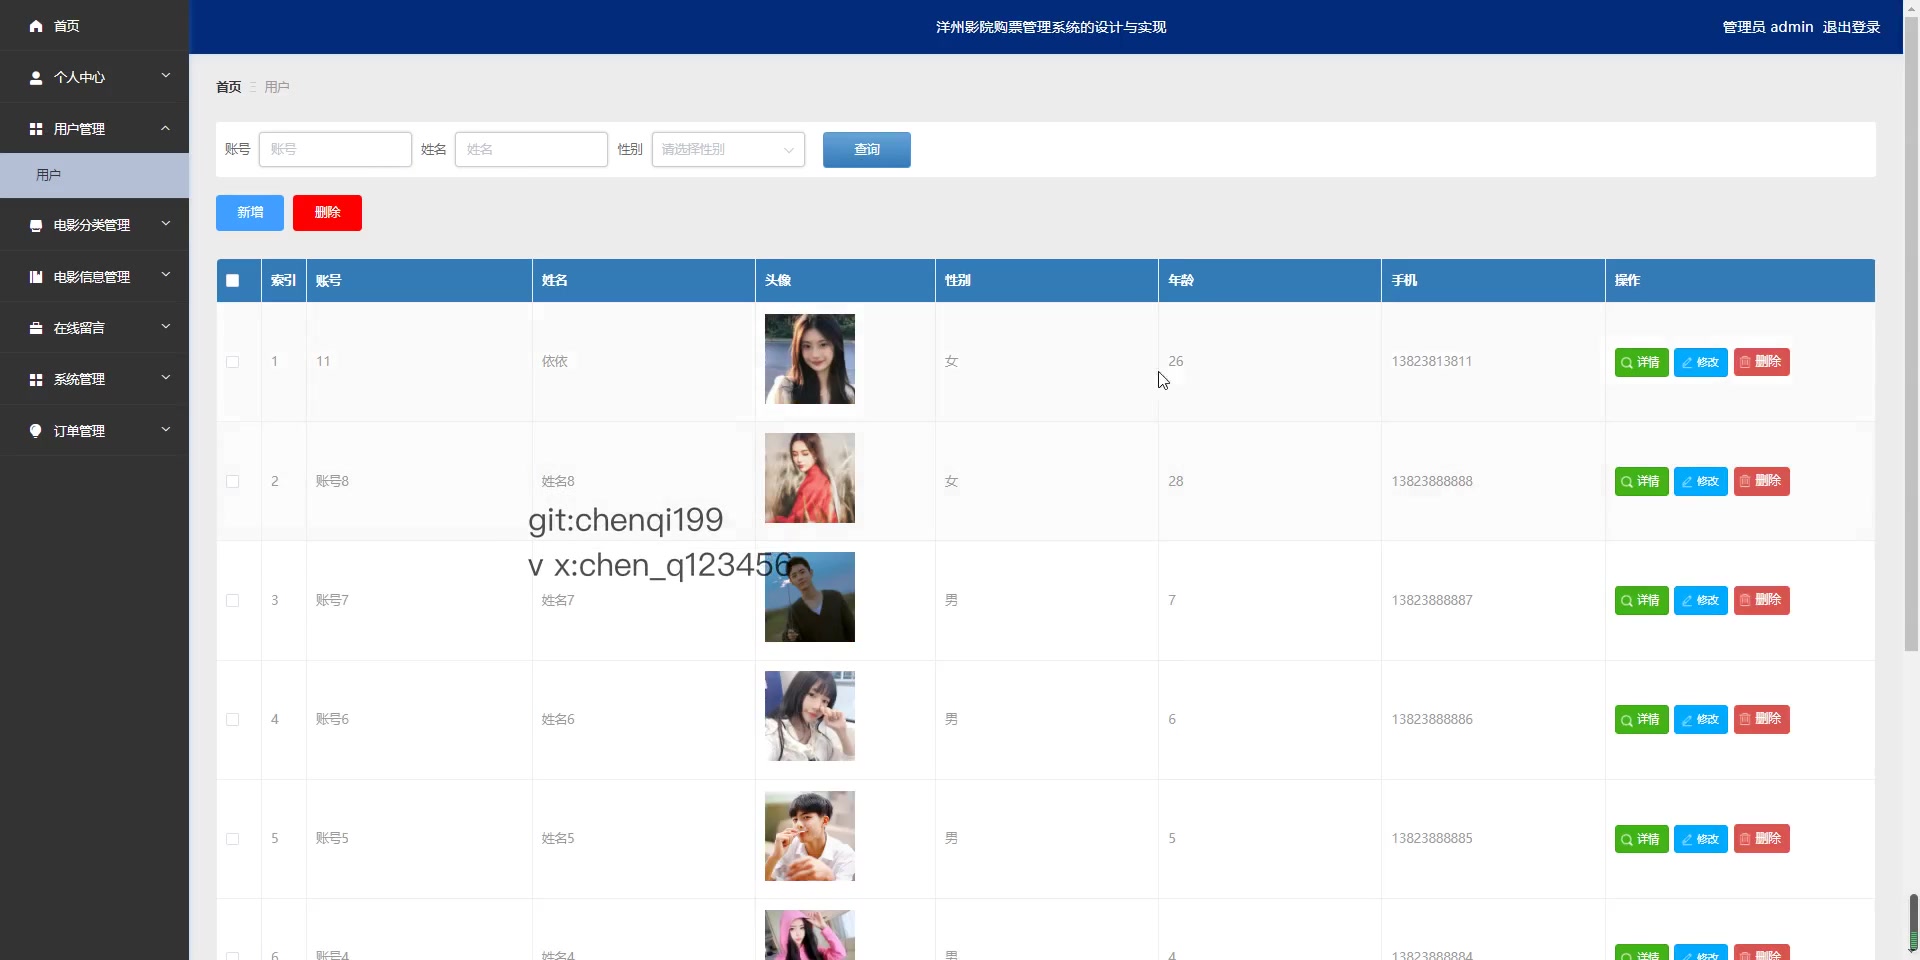 首页
洋州影院购票管理系统的设计与实现
管理员 admin 退出登录
个人中心
首页 用户
用户管理
账号 账号 姓名 姓名 性别 请选择性别 查询
用户
新增 删除
电影分类管理
电影信息管理
在线留言
系统管理
订单管理
索引 账号 姓名 头像 性别 年龄 手机 操作
1 11 依依 女 26 13823813811 详情 修改 删除
2 账号8 姓名8 女 28 13823888888 详情 修改 删除
git:chenqi199
v x:chen_q123456
3 账号7 姓名7 男 7 13823888887 详情 修改 删除
4 账号6 姓名6 男 6 13823888886 详情 修改 删除
5 账号5 姓名5 男 5 13823888885 详情 修改 删除
6 账号4 姓名4 男 4 13823888884 详情 修改 删除